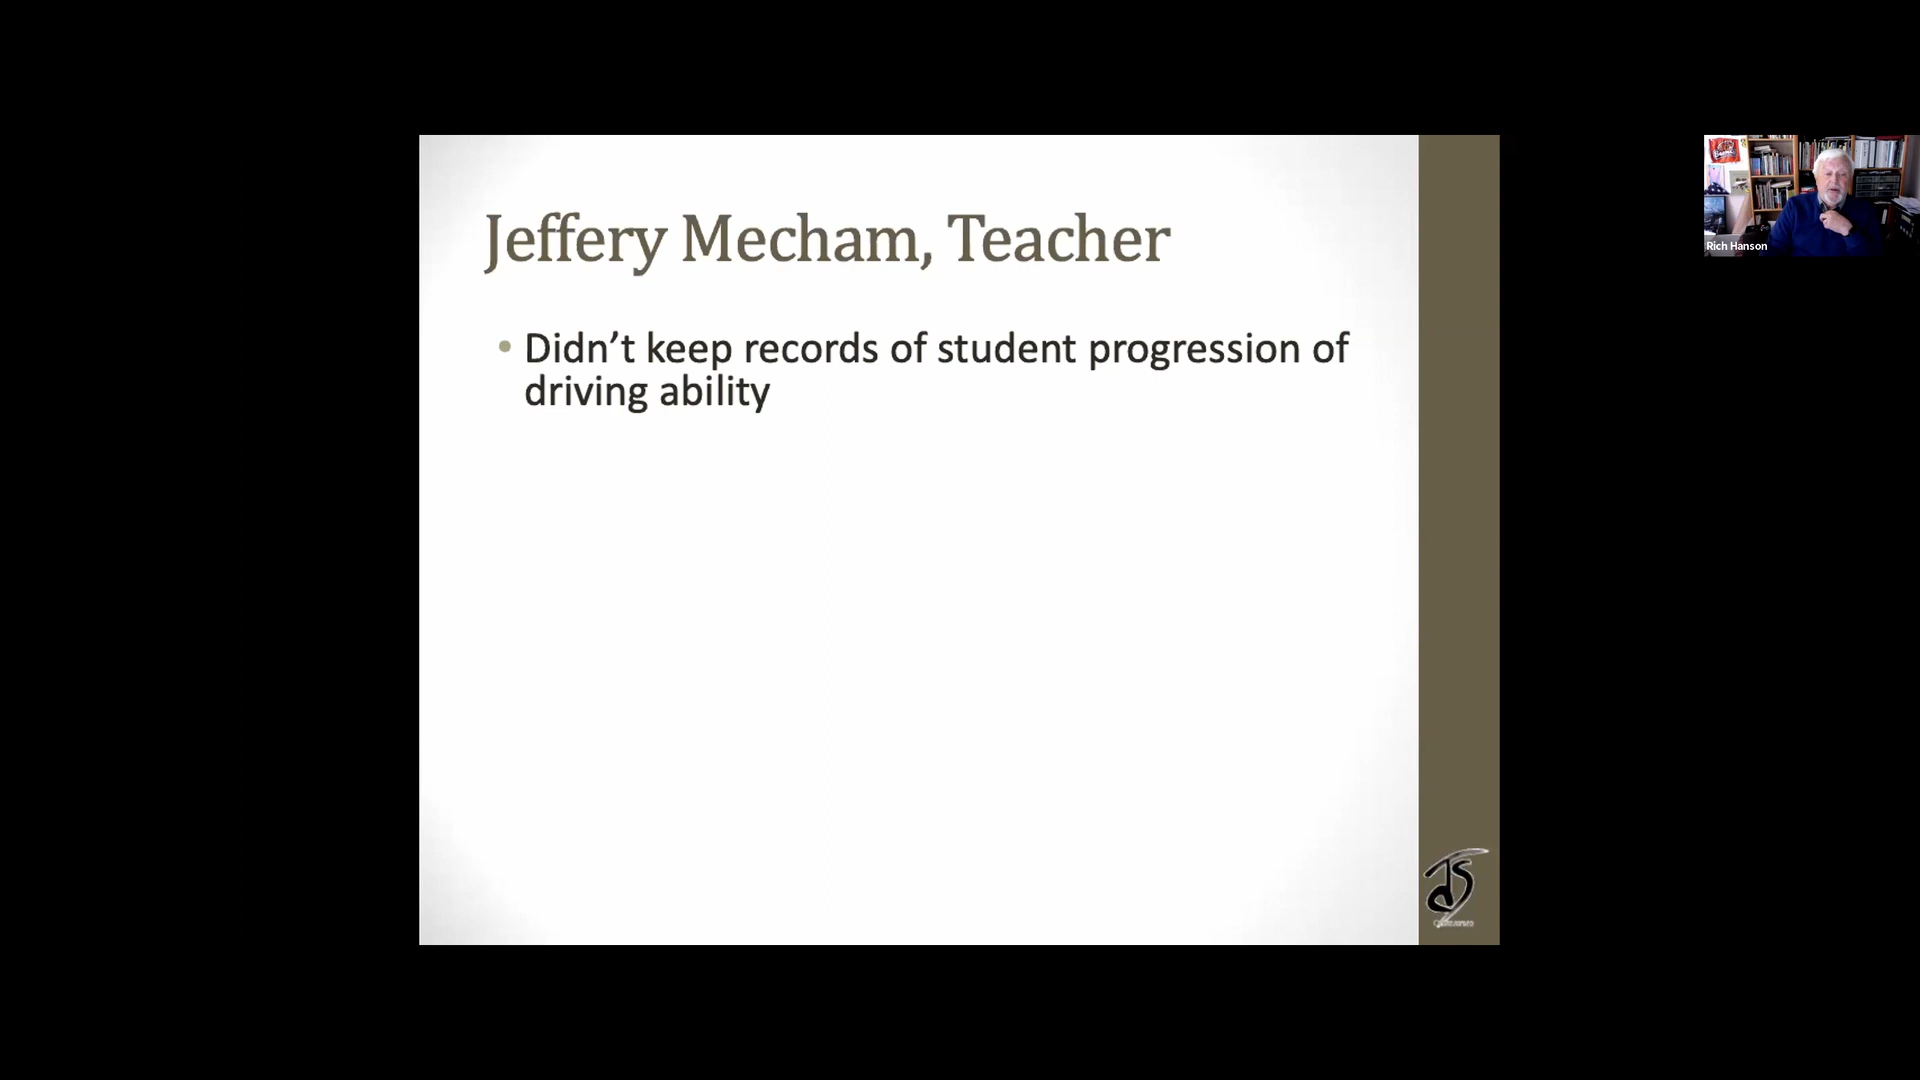 Jeffery Mecham, Teacher
• Didn’t keep records of student progression of
driving ability
Rich Hanson